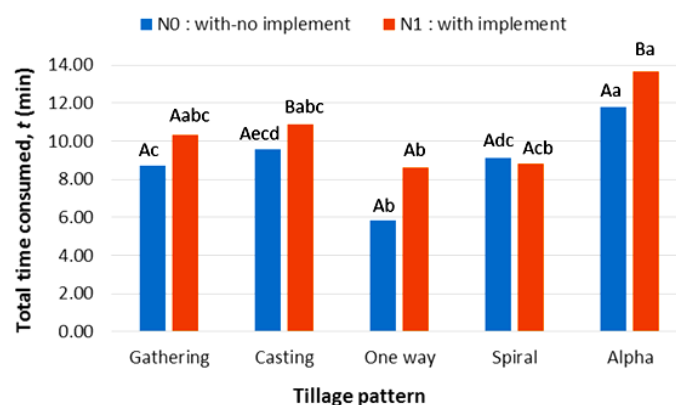 N0 : with-no implement N1 : with implement
Total time consumed, t (min)
14.00
12.00
10.00
8.00
6.00
4.00
2.00
0.00
Ac Aabc
Aecd Babc
Ab Ab
Adc Acb
Aa Ba
Gathering Casting One way Spiral Alpha
Tillage pattern